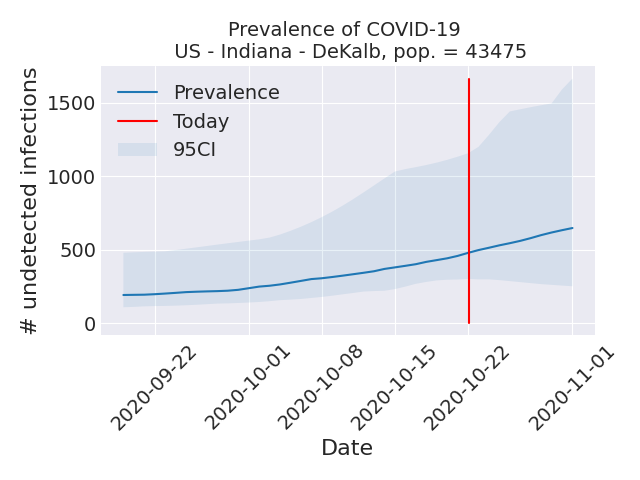 Prevalence of COVID-19
US - Indiana - DeKalb, pop. = 43475
# undetected infections
1500
1000
500
0
Prevalence
Today
95CI
2020-09-22
2020-10-01
2020-10-08
2020-10-15
2020-10-22
2020-11-01
Date